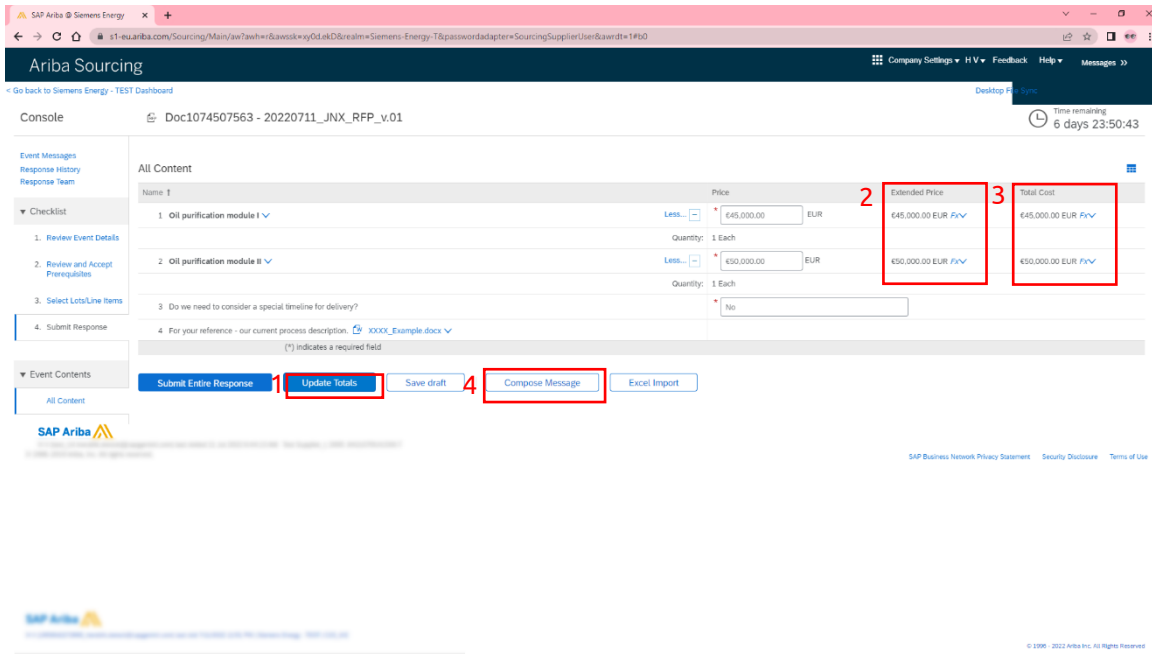 SAP Ariba @ Siemens Energy
s1-eu.ariba.com/Sourcing/Main/aw?awh=r&awssk=xy0d.ekD&realm=Siemens-Energy-T&passwordadapter=SourcingSupplierUser&awrdt=1#b0
Ariba Sourcing
Company Settings H V Feedback Help Messages »
< Go back to Siemens Energy - TEST Dashboard
Desktop File Sync
Console
Doc1074507563 - 20220711_JNX_RFP_v.01
Time remaining
6 days 23:50:43
Event Messages
Response History
Response Team
All Content
Name ↑ Price 2 Extended Price 3 Total Cost
▼ Checklist
1. Review Event Details
2. Review and Accept Prerequisites
3. Select Lots/Line Items
4. Submit Response
1 Oil purification module I Less... – * €45,000.00 EUR €45,000.00 EUR Fx €45,000.00 EUR Fx
Quantity: 1 Each
2 Oil purification module II Less... – * €50,000.00 EUR €50,000.00 EUR Fx €50,000.00 EUR Fx
Quantity: 1 Each
3 Do we need to consider a special timeline for delivery? * No
4 For your reference - our current process description. XXXX_Example.docx
(*) indicates a required field
▼ Event Contents
All Content
Submit Entire Response 1 Update Totals Save draft 4 Compose Message Excel Import
SAP Ariba
SAP Business Network Privacy Statement Security Disclosure Terms of Use
SAP Ariba
© 1996 - 2022 Ariba Inc. All Rights Reserved